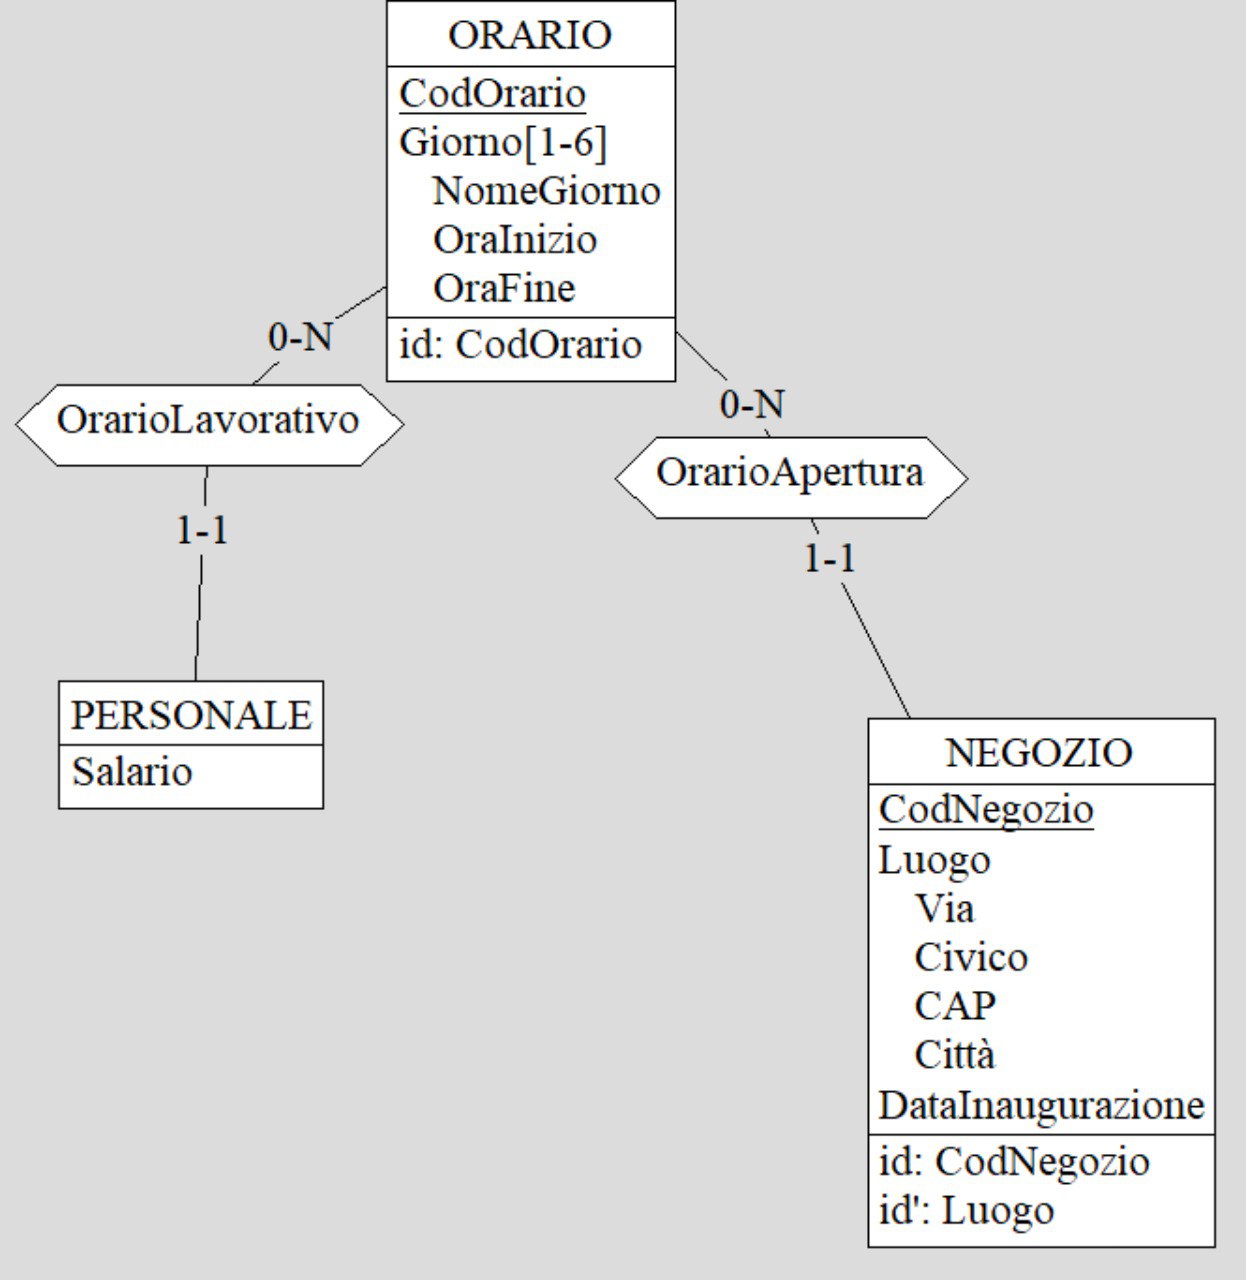 ORARIO
CodOrario
Giorno[1-6]
NomeGiorno
OraInizio
OraFine
id: CodOrario
0-N
OrarioLavorativo
1-1
0-N
OrarioApertura
1-1
PERSONALE
Salario
NEGOZIO
CodNegozio
Luogo
Via
Civico
CAP
Città
DataInaugurazione
id: CodNegozio
id': Luogo